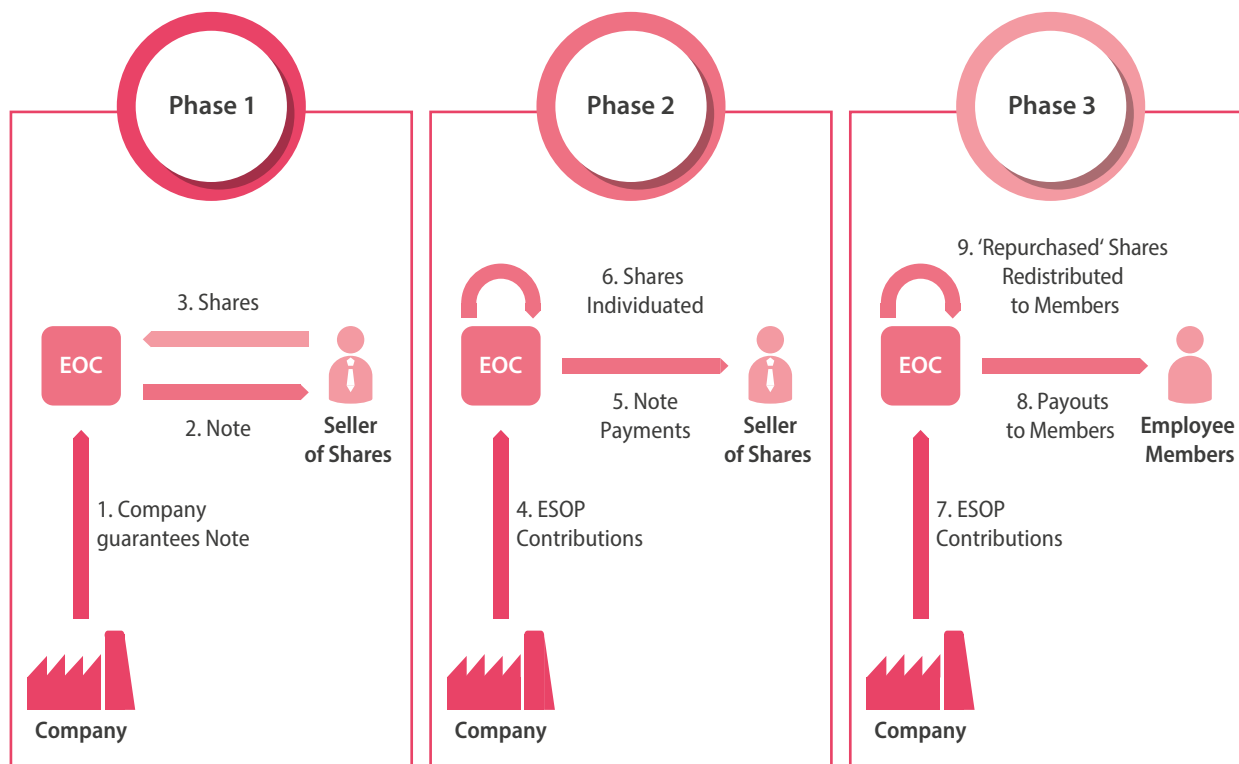 Phase 1
3. Shares
EOC
2. Note
Seller
of Shares
1. Company
guarantees Note
Company
Phase 2
6. Shares
Individuated
EOC
5. Note
Payments
Seller
of Shares
4. ESOP
Contributions
Company
Phase 3
9. ‘Repurchased‘ Shares
Redistributed
to Members
EOC
8. Payouts
to Members
Employee
Members
7. ESOP
Contributions
Company